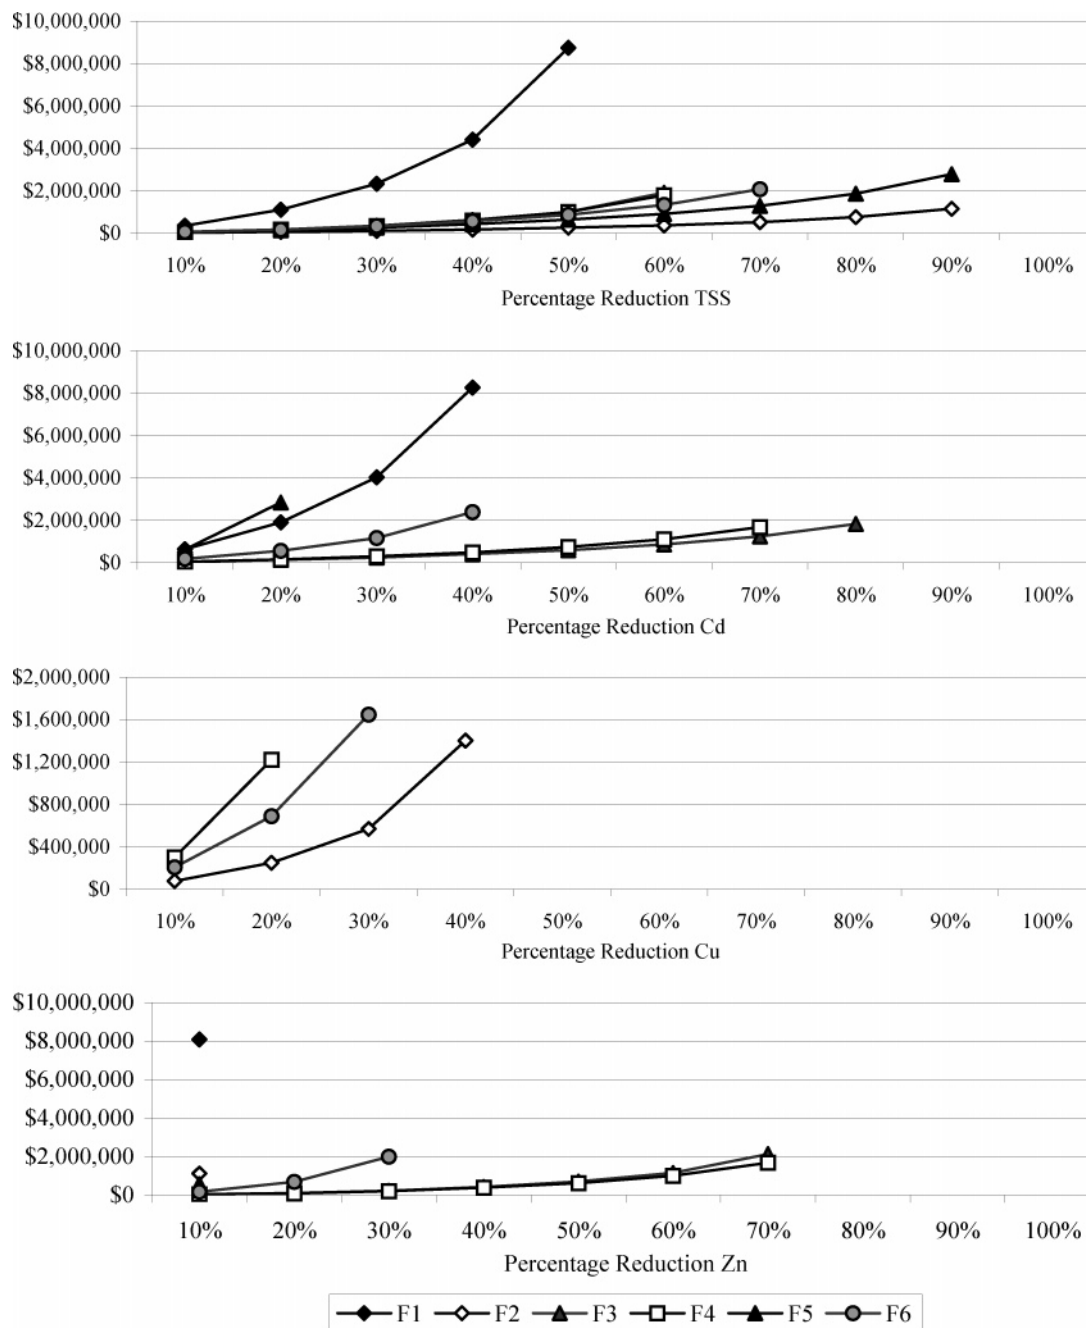 $10,000,000
$8,000,000
$6,000,000
$4,000,000
$2,000,000
$0
10% 20% 30% 40% 50% 60% 70% 80% 90% 100%
Percentage Reduction TSS
$10,000,000
$8,000,000
$6,000,000
$4,000,000
$2,000,000
$0
10% 20% 30% 40% 50% 60% 70% 80% 90% 100%
Percentage Reduction Cd
$2,000,000
$1,600,000
$1,200,000
$800,000
$400,000
$0
10% 20% 30% 40% 50% 60% 70% 80% 90% 100%
Percentage Reduction Cu
$10,000,000
$8,000,000
$6,000,000
$4,000,000
$2,000,000
$0
10% 20% 30% 40% 50% 60% 70% 80% 90% 100%
Percentage Reduction Zn
F1 F2 F3 F4 F5 F6